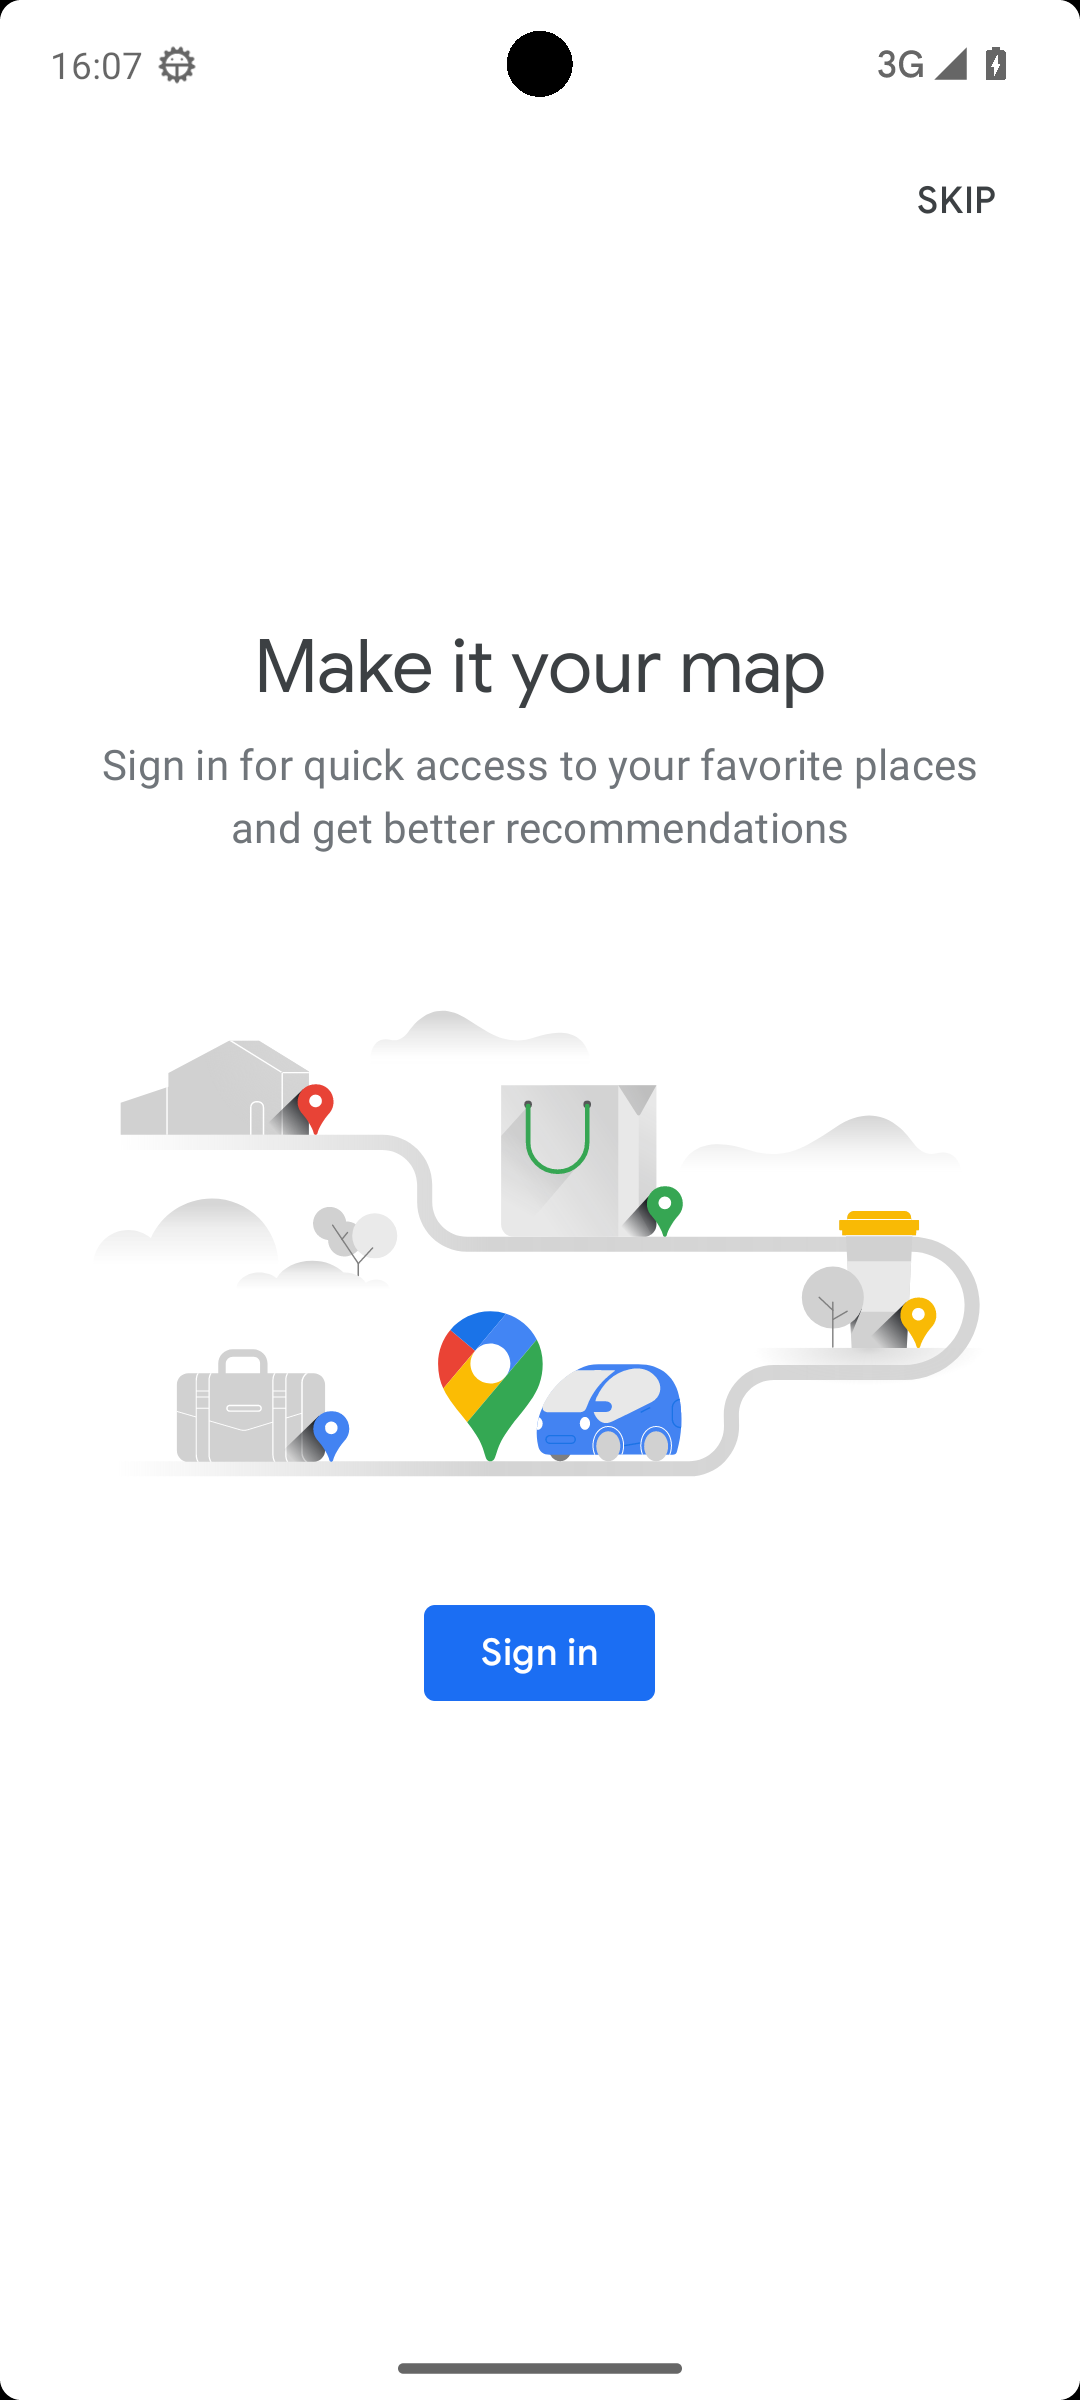 16:07
3G
SKIP
Make it your map
Sign in for quick access to your favorite places
and get better recommendations
Sign in